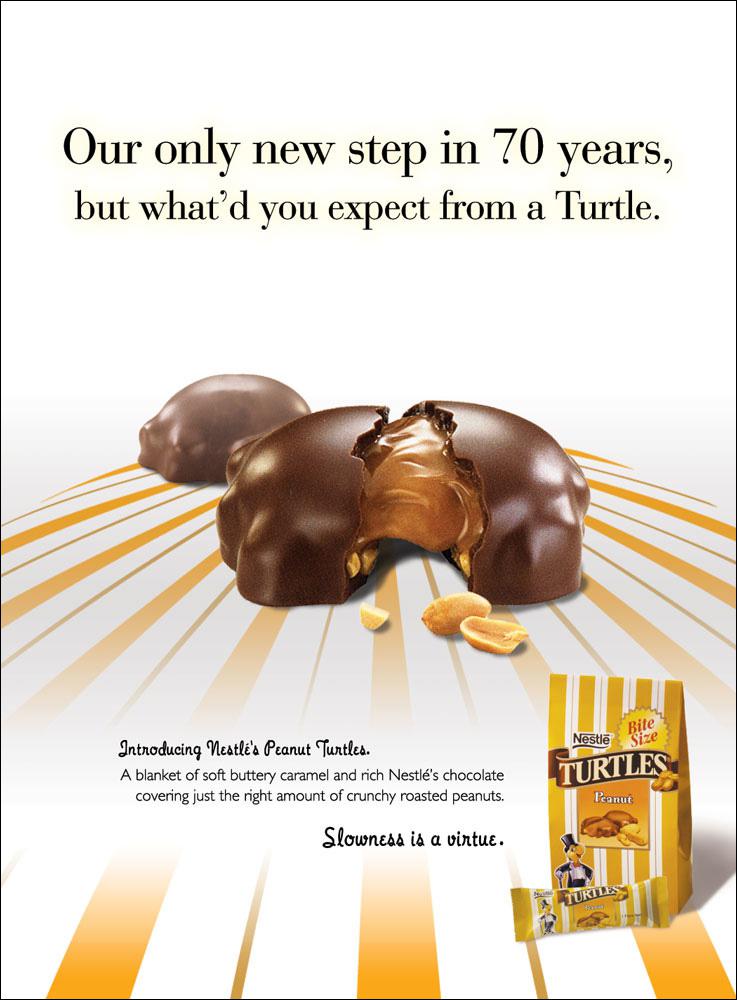 Our only new step in 70 years,
but what'd you expect from a Turtle.
Introducing Nestlé's Peanut Turtles.
A blanket of soft buttery caramel and rich Nestlé's chocolate
covering just the right amount of crunchy roasted peanuts.
Slowness is a virtue.
Bite
Size
Nestlé
TURTLES
Peanut
Nestlé
TURTLES
Peanut